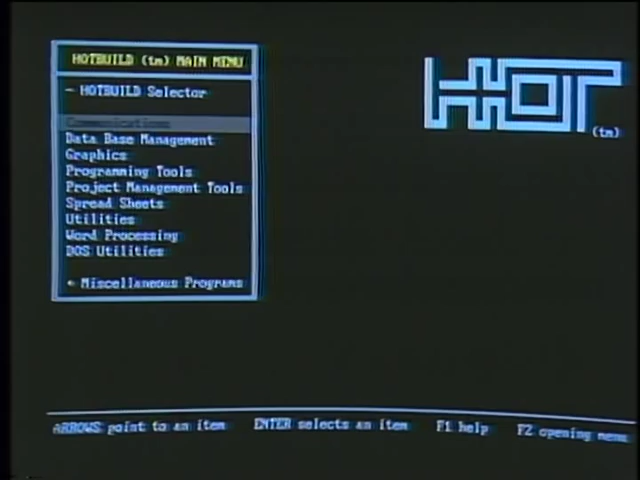 HOTBUILD (tm) MAIN MENU
HOT (tm)
— HOTBUILD Selector
Communications
Data Base Management
Graphics
Programming Tools
Project Management Tools
Spread Sheets
Utilities
Word Processing
DOS Utilities
Miscellaneous Programs
ARROWS point to an item ENTER selects an item F1 help F2 opening menu